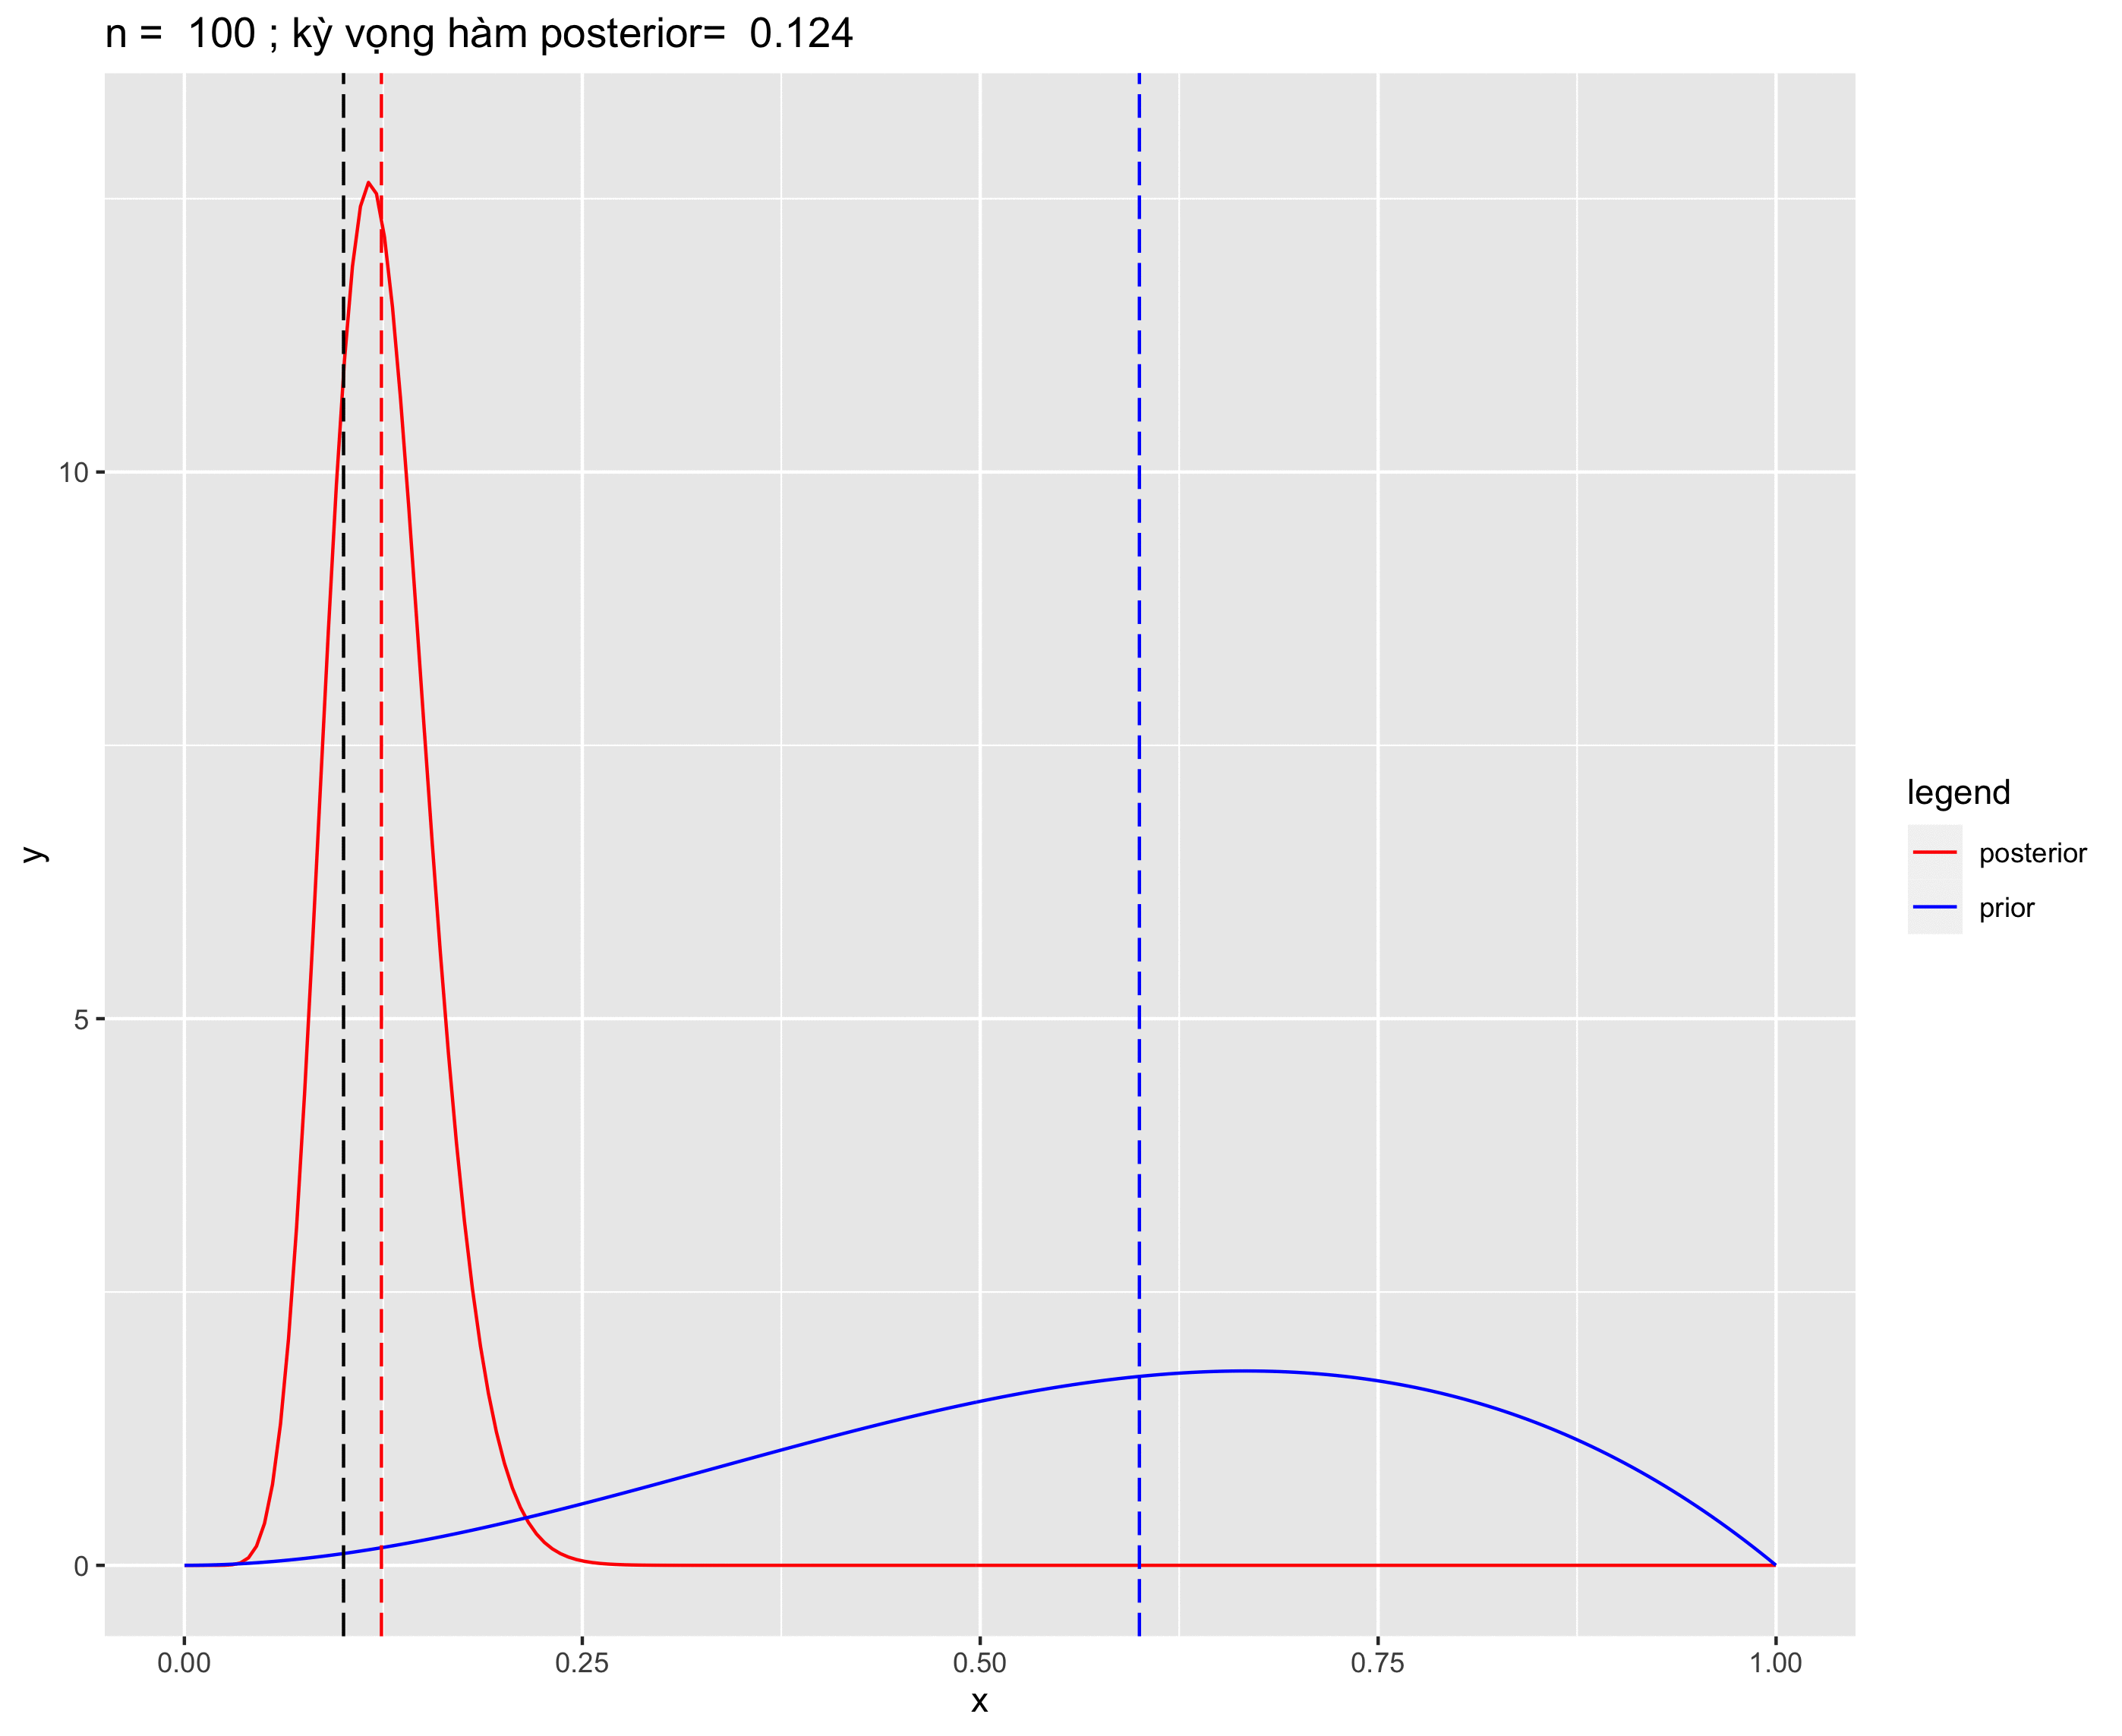 n =  100 ; kỳ vọng hàm posterior=  0.124
10
5
0
y
0.00
0.25
0.50
0.75
1.00
x
legend
posterior
prior